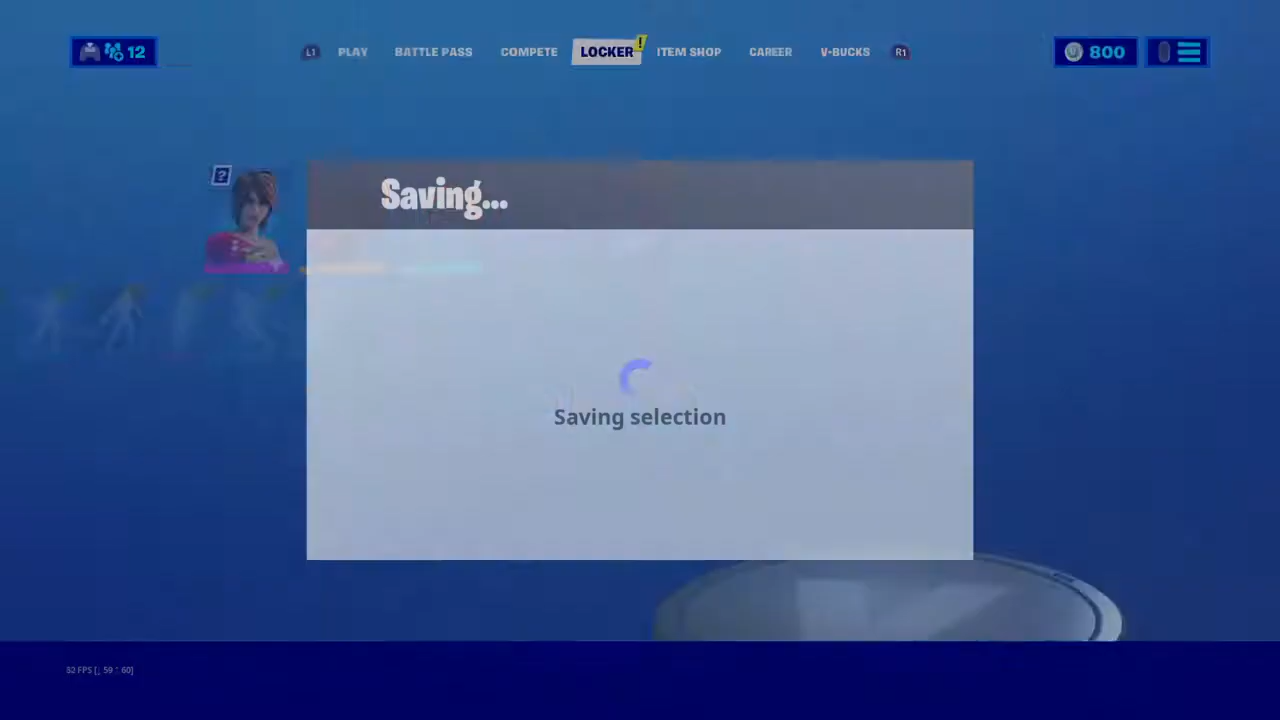 12
L1
PLAY
BATTLE PASS
COMPETE
LOCKER
!
ITEM SHOP
CAREER
V-BUCKS
R1
800
?
Saving...
Saving selection